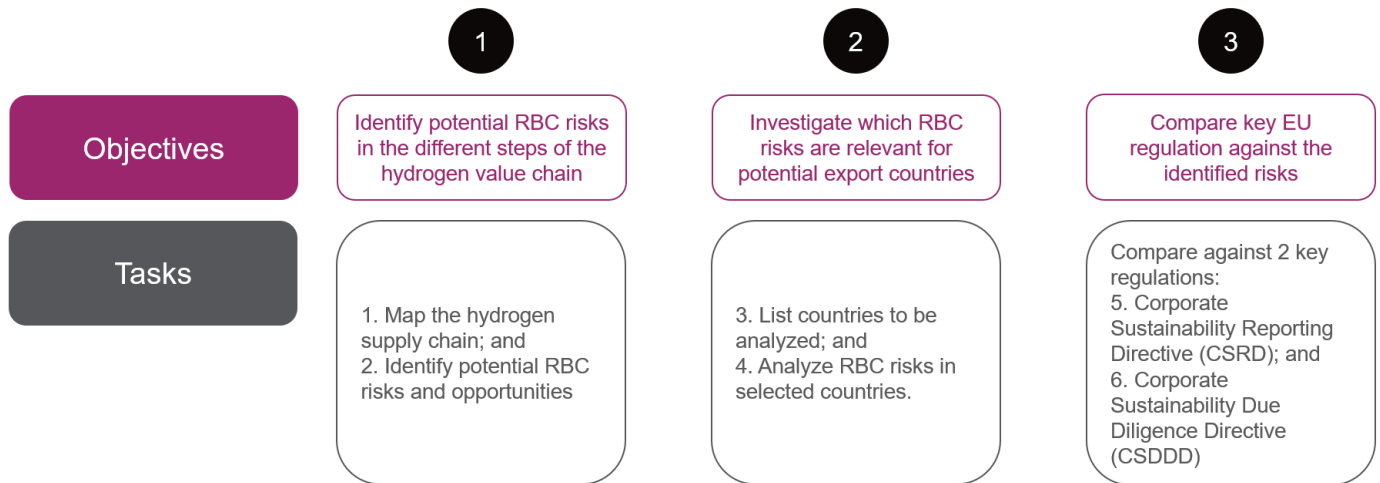 1
2
3
Objectives
Identify potential RBC risks
in the different steps of the
hydrogen value chain
Investigate which RBC
risks are relevant for
potential export countries
Compare key EU
regulation against the
identified risks
Tasks
1. Map the hydrogen
supply chain; and
2. Identify potential RBC
risks and opportunities
3. List countries to be
analyzed; and
4. Analyze RBC risks in
selected countries.
Compare against 2 key
regulations:
5. Corporate
Sustainability Reporting
Directive (CSRD); and
6. Corporate
Sustainability Due
Diligence Directive
(CSDDD)